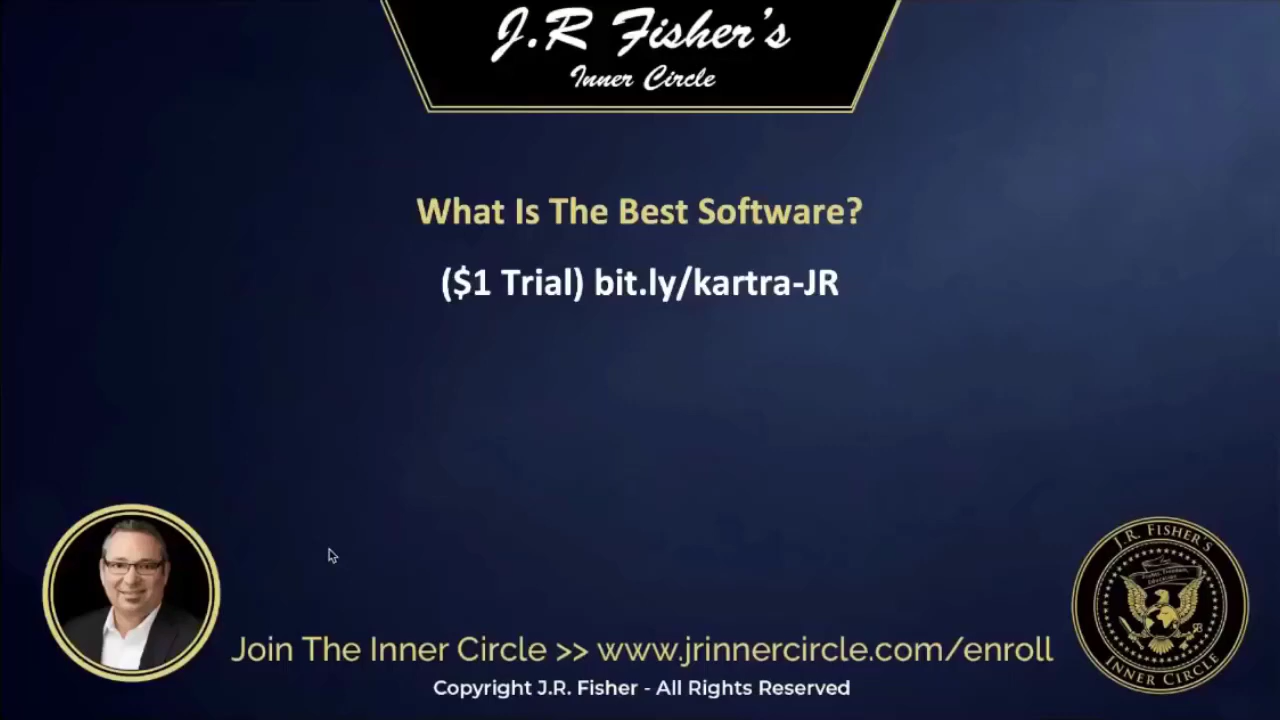 J.R Fisher's
Inner Circle
What Is The Best Software?
($1 Trial) bit.ly/kartra-JR
J.R. FISHER'S
INNER CIRCLE
Join The Inner Circle >> www.jrinnercircle.com/enroll
Copyright J.R. Fisher - All Rights Reserved